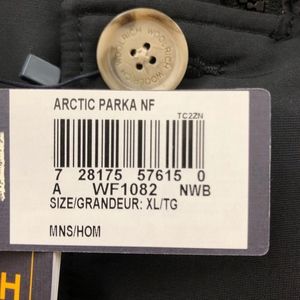 WOOLRICH WOOLRICH
ARCTIC PARKA NF
TC2ZN
7 28175 57615 0
A WF1082 NWB
SIZE/GRANDEUR: XL/TG
MNS/HOM
H